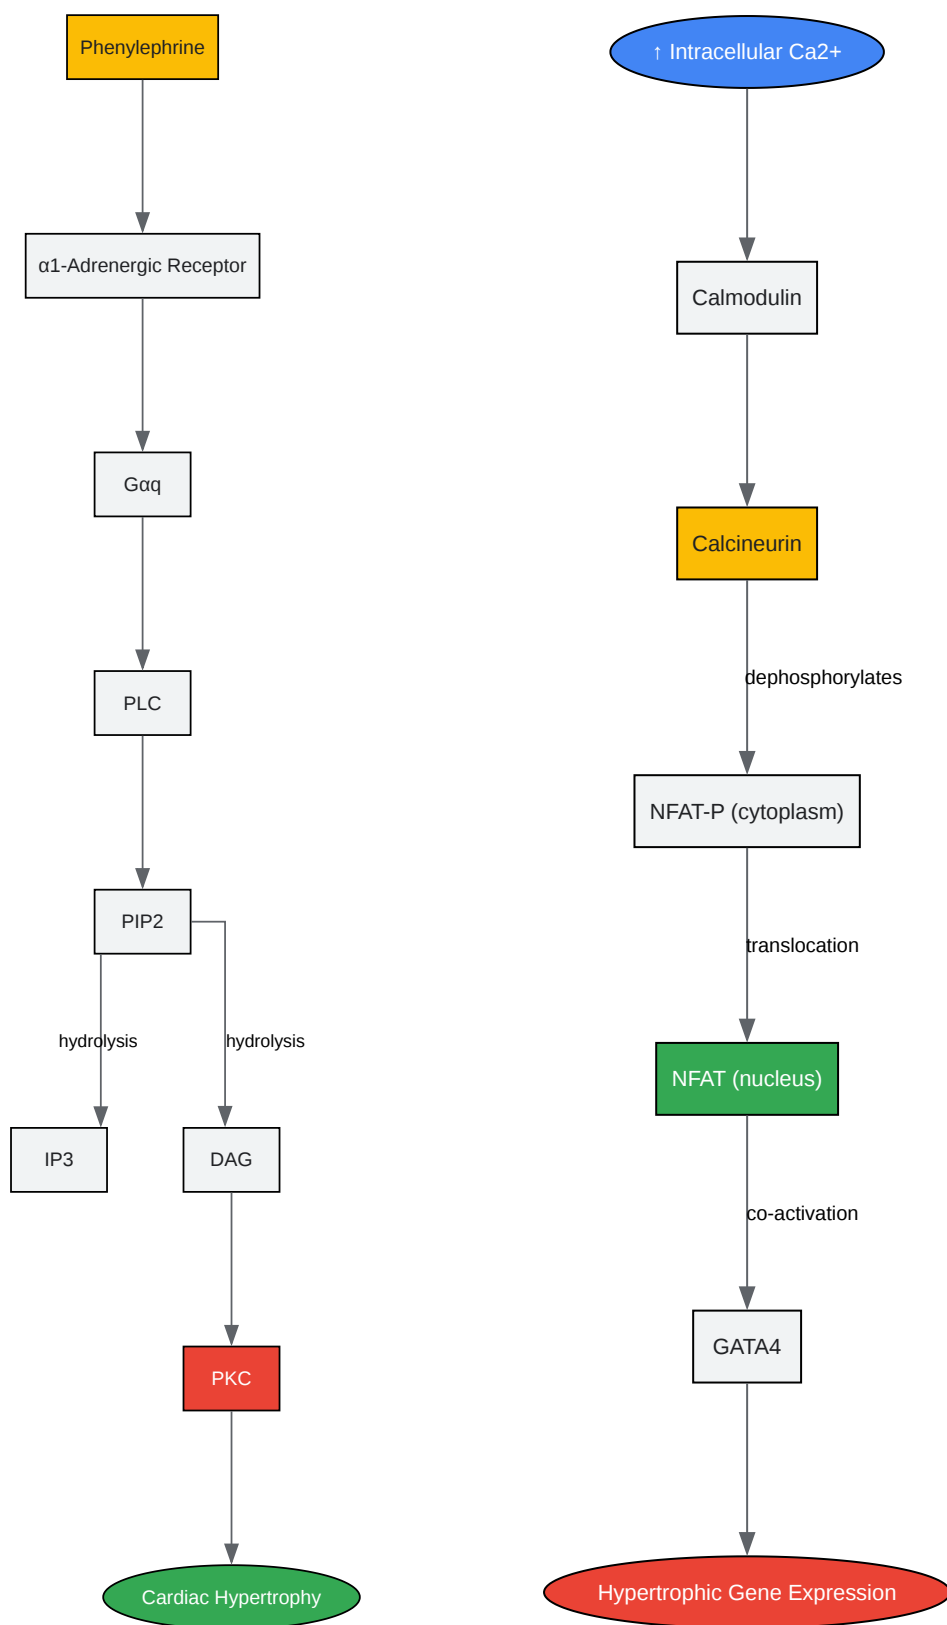 Phenylephrine
α1-Adrenergic Receptor
Gαq
PLC
PIP2
hydrolysis
hydrolysis
IP3
DAG
PKC
Cardiac Hypertrophy
↑ Intracellular Ca2+
Calmodulin
Calcineurin
dephosphorylates
NFAT-P (cytoplasm)
translocation
NFAT (nucleus)
co-activation
GATA4
Hypertrophic Gene Expression